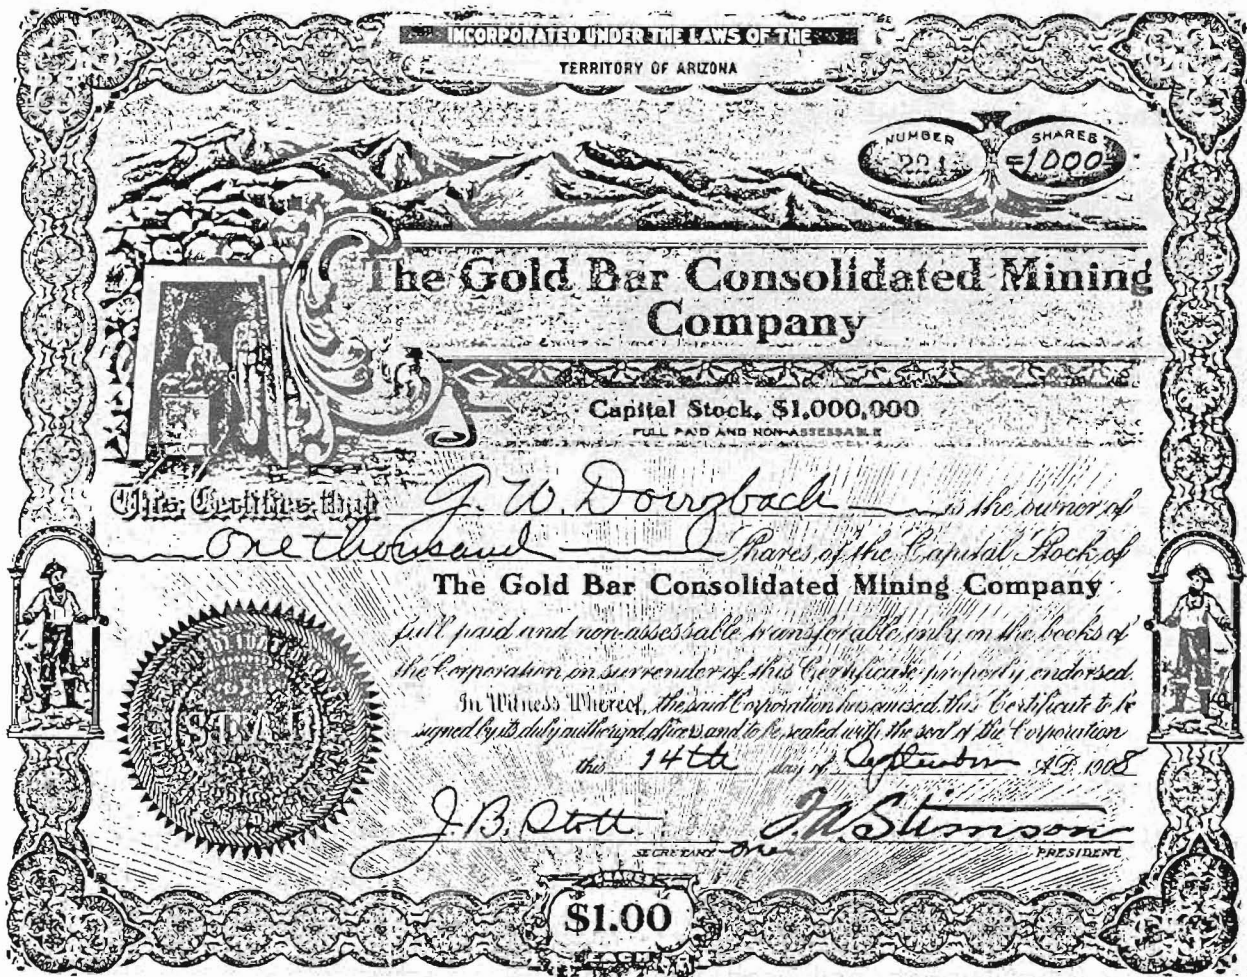 INCORPORATED UNDER THE LAWS OF THE
TERRITORY OF ARIZONA
NUMBER SHARES
221 =1000=
The Gold Bar Consolidated Mining
Company
Capital Stock, $1,000,000
FULL PAID AND NON-ASSESSABLE
This Certifies that G. W. Dorrzbach is the owner of
One thousand Shares of the Capital Stock of
The Gold Bar Consolidated Mining Company
full paid and non-assessable transferable only on the books of
the Corporation on surrender of this Certificate properly endorsed.
In Witness Whereof, the said Corporation has caused this Certificate to be
signed by its duly authorized officers and to be sealed with the seal of the Corporation
this 14th day of September A.D. 1908
SEAL
J. B. Stott
SECRETARY
J. W. Stimson
PRESIDENT
SHARES
$1.00
EACH